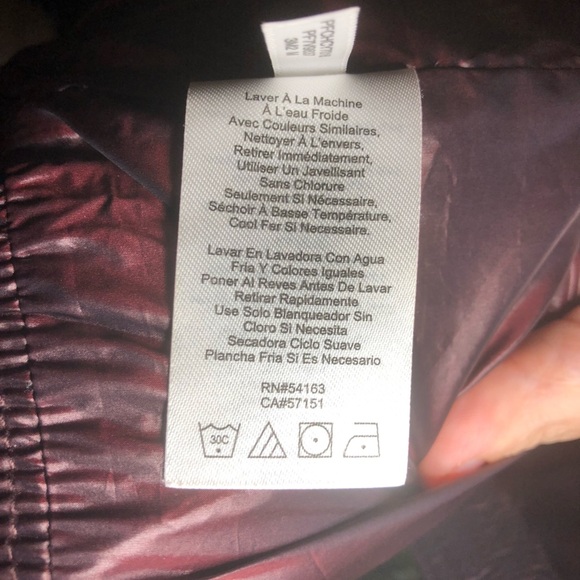 Laver À La Machine
À L'eau Froide
Avec Couleurs Similaires,
Nettoyer À L'envers,
Retirer Immédiatement,
Utiliser Un Javellisant
Sans Chlorure
Seulement Si Nécessaire,
Séchoir À Basse Température,
Cool Fer Si Necessaire.
Lavar En Lavadora Con Agua
Fria Y Colores Iguales
Poner Al Reves Antes De Lavar
Retirar Rapidamente
Use Solo Blanqueador Sin
Cloro Si Necesita
Secadora Ciclo Suave
Plancha Fria Si Es Necesario
RN#54163
CA#57151
30C